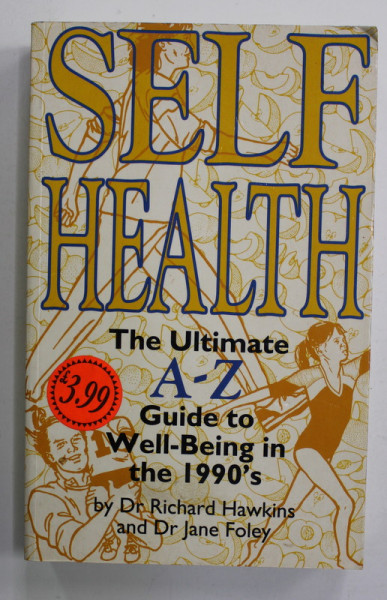 SELF
HEALTH
The Ultimate
A-Z
Guide to
Well-Being in
the 1990's
by Dr Richard Hawkins
and Dr Jane Foley
£3.99